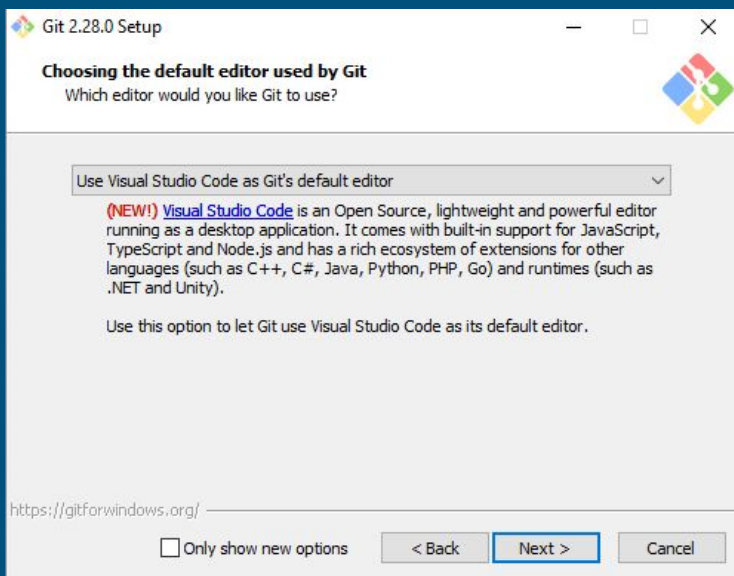 Git 2.28.0 Setup
Choosing the default editor used by Git
Which editor would you like Git to use?
Use Visual Studio Code as Git's default editor
(NEW!) Visual Studio Code is an Open Source, lightweight and powerful editor
running as a desktop application. It comes with built-in support for JavaScript,
TypeScript and Node.js and has a rich ecosystem of extensions for other
languages (such as C++, C#, Java, Python, PHP, Go) and runtimes (such as
.NET and Unity).
Use this option to let Git use Visual Studio Code as its default editor.
https://gitforwindows.org/
Only show new options < Back Next > Cancel